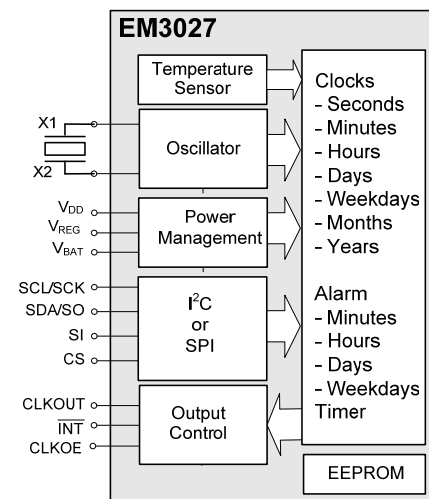 EM3027
Temperature
Sensor
X1
X2
Oscillator
VDD
VREG
VBAT
Power
Management
SCL/SCK
SDA/SO
SI
CS
I²C
or
SPI
CLKOUT
INT
CLKOE
Output
Control
Clocks
- Seconds
- Minutes
- Hours
- Days
- Weekdays
- Months
- Years
Alarm
- Minutes
- Hours
- Days
- Weekdays
Timer
EEPROM